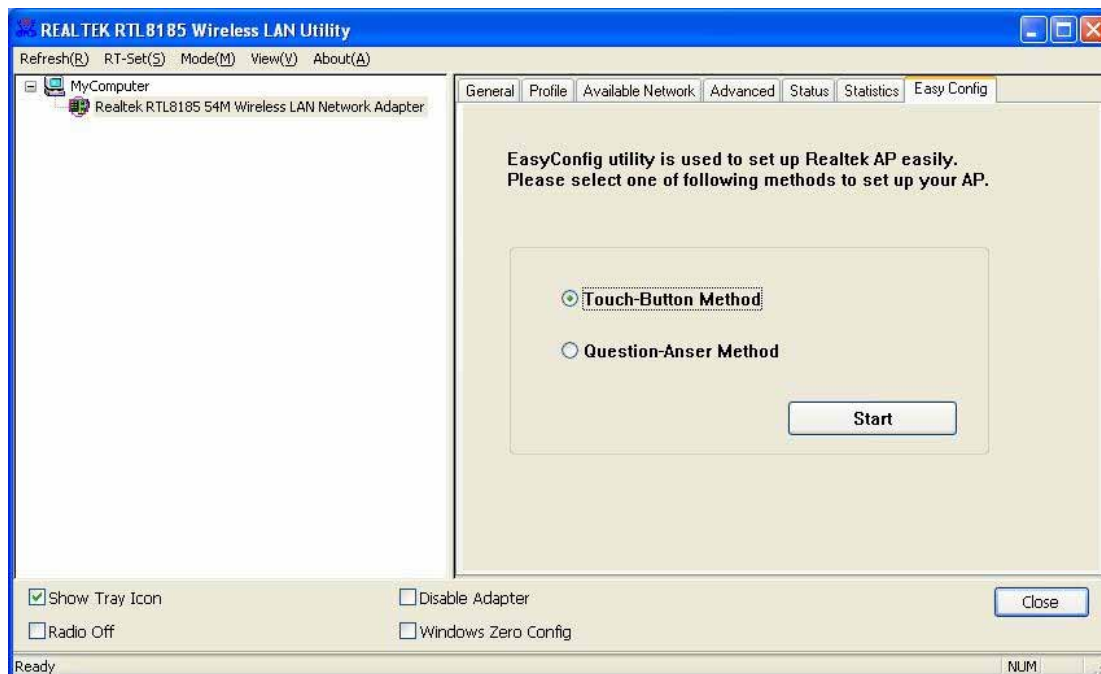 REALTEK RTL8185 Wireless LAN Utility
Refresh(R) RT-Set(S) Mode(M) View(V) About(A)
MyComputer
Realtek RTL8185 54M Wireless LAN Network Adapter
General Profile Available Network Advanced Status Statistics Easy Config
EasyConfig utility is used to set up Realtek AP easily.
Please select one of following methods to set up your AP.
Touch-Button Method
Question-Anser Method
Start
Show Tray Icon
Disable Adapter
Close
Radio Off
Windows Zero Config
Ready
NUM